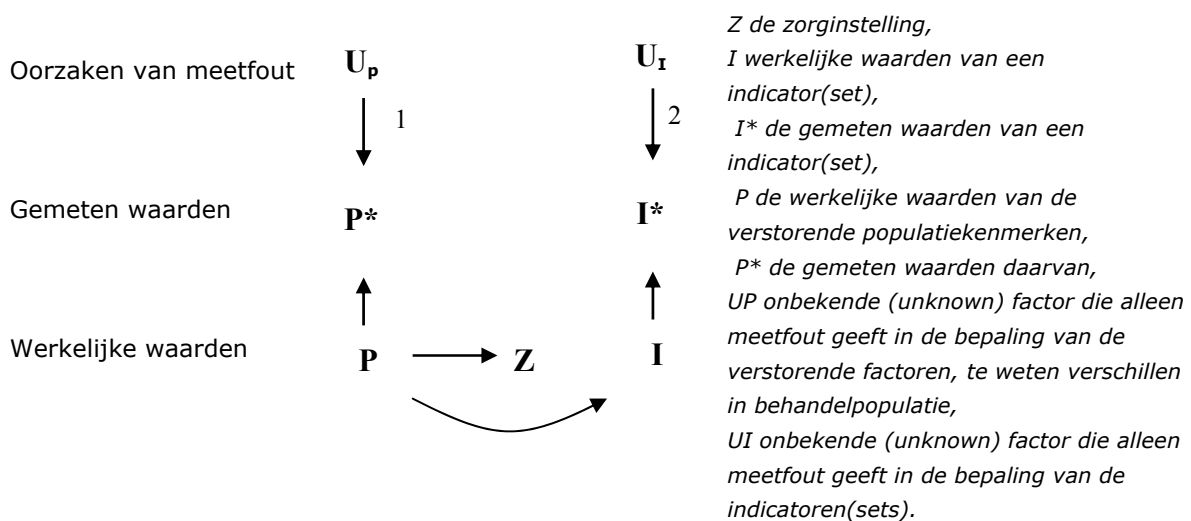 Oorzaken van meetfout
Up
UI
1
2
Gemeten waarden
P*
I*
Werkelijke waarden
P
Z
I
Z de zorginstelling,
I werkelijke waarden van een
indicator(set),
I* de gemeten waarden van een
indicator(set),
P de werkelijke waarden van de
verstorende populatiekenmerken,
P* de gemeten waarden daarvan,
UP onbekende (unknown) factor die alleen
meetfout geeft in de bepaling van de
verstorende factoren, te weten verschillen
in behandelpopulatie,
UI onbekende (unknown) factor die alleen
meetfout geeft in de bepaling van de
indicatoren(sets).